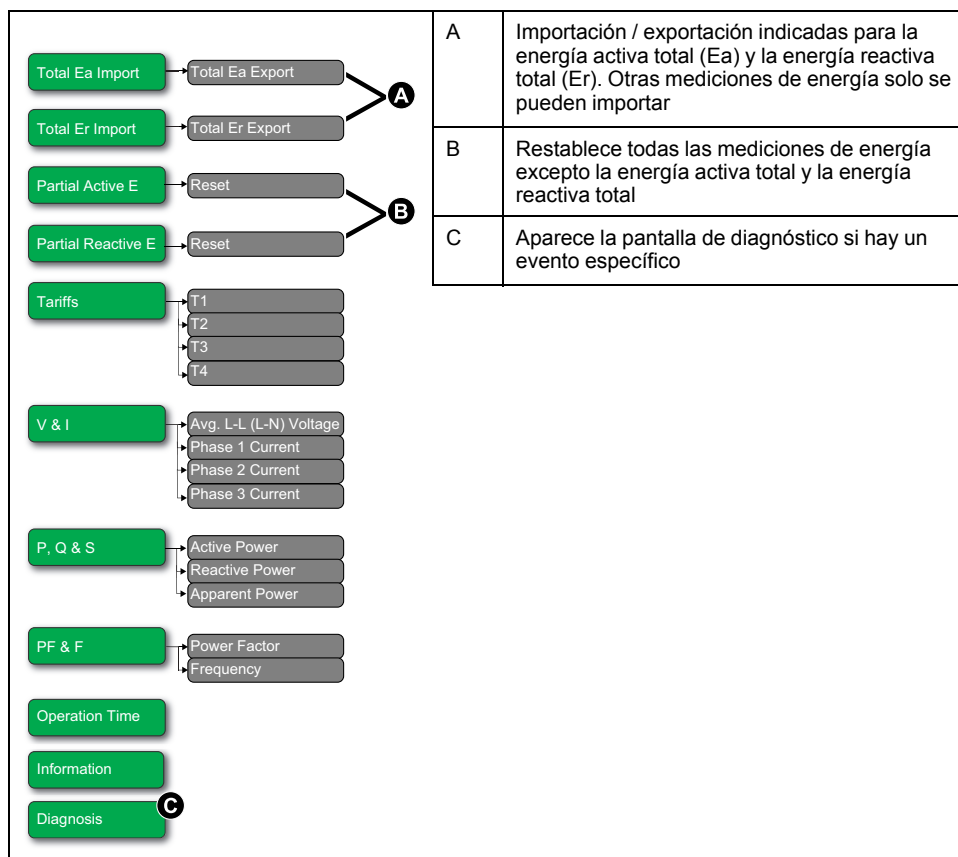 Total Ea Import
Total Ea Export
A
Total Er Import
Total Er Export
Partial Active E
Reset
B
Partial Reactive E
Reset
Tariffs
T1
T2
T3
T4
V & I
Avg. L-L (L-N) Voltage
Phase 1 Current
Phase 2 Current
Phase 3 Current
P, Q & S
Active Power
Reactive Power
Apparent Power
PF & F
Power Factor
Frequency
Operation Time
Information
C
Diagnosis
A
Importación / exportación indicadas para la
energía activa total (Ea) y la energía reactiva
total (Er). Otras mediciones de energía solo se
pueden importar
B
Restablece todas las mediciones de energía
excepto la energía activa total y la energía
reactiva total
C
Aparece la pantalla de diagnóstico si hay un
evento específico